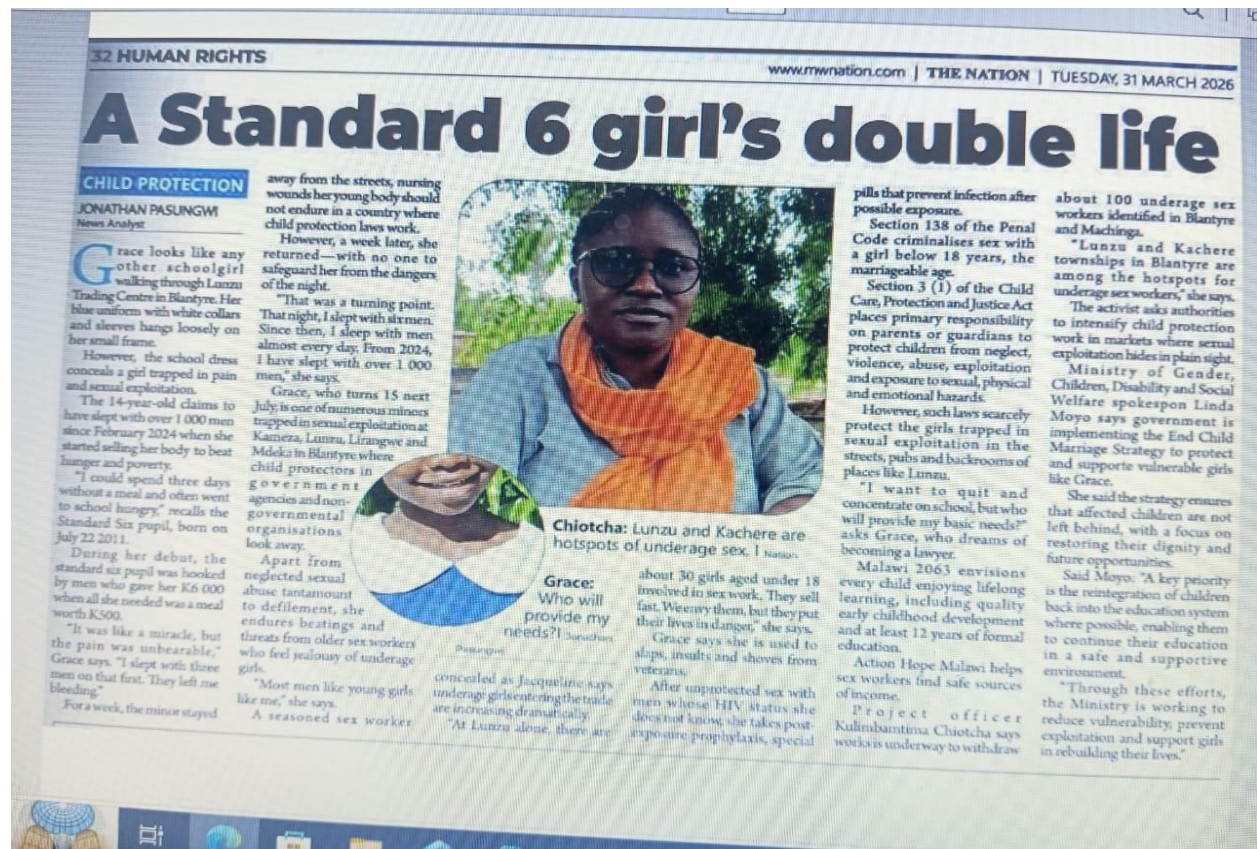 32 HUMAN RIGHTS
www.mwnation.com | THE NATION | TUESDAY, 31 MARCH 2026
A Standard 6 girl's double life
CHILD PROTECTION
JONATHAN PASUNGWI
News Analyst
Grace looks like any
other schoolgirl
walking through Lunzu
Trading Centre in Blantyre. Her
blue uniform with white collars
and sleeves hangs loosely on
her small frame.
However, the school dress
conceals a girl trapped in pain
and sexual exploitation.
The 14-year-old claims to
have slept with over 1 000 men
since February 2024 when she
started selling her body to beat
hunger and poverty.
"I could spend three days
without a meal and often went
to school hungry," recalls the
Standard Six pupil, born on
July 22 2011.
During her debut, the
standard six pupil was hooked
by men who gave her K6 000
when all she needed was a meal
worth K500.
"It was like a miracle, but
the pain was unbearable,"
Grace says. "I slept with three
men on that first. They left me
bleeding."
For a week, the minor stayed
away from the streets, nursing
wounds her young body should
not endure in a country where
child protection laws work.
However, a week later, she
returned—with no one to
safeguard her from the dangers
of the night.
"That was a turning point.
That night, I slept with six men.
Since then, I sleep with men
almost every day. From 2024,
I have slept with over 1 000
men," she says.
Grace, who turns 15 next
July, is one of numerous minors
trapped in sexual exploitation at
Kameza, Lunzu, Lirangwe and
Mdeka in Blantyre where
child protectors in
government
agencies and non-
governmental
organisations
look away.
Apart from
neglected sexual
abuse tantamount
to defilement, she
endures beatings and
threats from older sex workers
who feel jealousy of underage
girls.
"Most men like young girls
like me," she says.
A seasoned sex worker
Chiotcha: Lunzu and Kachere are
hotspots of underage sex. | Nation
Grace:
Who will
provide my
needs?| Jonathan
Pasungwi
concealed as Jacqueline says
underage girls entering the trade
are increasing dramatically.
"At Lunzu alone, there are
about 30 girls aged under 18
involved in sex work. They sell
fast. We envy them, but they put
their lives in danger," she says.
Grace says she is used to
slaps, insults and shoves from
veterans.
After unprotected sex with
men whose HIV status she
does not know, she takes post-
exposure prophylaxis, special
pills that prevent infection after
possible exposure.
Section 138 of the Penal
Code criminalises sex with
a girl below 18 years, the
marriageable age.
Section 3 (1) of the Child
Care, Protection and Justice Act
places primary responsibility
on parents or guardians to
protect children from neglect,
violence, abuse, exploitation
and exposure to sexual, physical
and emotional hazards.
However, such laws scarcely
protect the girls trapped in
sexual exploitation in the
streets, pubs and backrooms of
places like Lunzu.
"I want to quit and
concentrate on school, but who
will provide my basic needs?"
asks Grace, who dreams of
becoming a lawyer.
Malawi 2063 envisions
every child enjoying lifelong
learning, including quality
early childhood development
and at least 12 years of formal
education.
Action Hope Malawi helps
sex workers find safe sources
of income.
Project officer
Kulimbamtima Chiotcha says
works is underway to withdraw
about 100 underage sex
workers identified in Blantyre
and Machinga.
"Lunzu and Kachere
townships in Blantyre are
among the hotspots for
underage sex workers," she says.
The activist asks authorities
to intensify child protection
work in markets where sexual
exploitation hides in plain sight.
Ministry of Gender,
Children, Disability and Social
Welfare spokespon Linda
Moyo says government is
implementing the End Child
Marriage Strategy to protect
and supporte vulnerable girls
like Grace.
She said the strategy ensures
that affected children are not
left behind, with a focus on
restoring their dignity and
future opportunities.
Said Moyo: "A key priority
is the reintegration of children
back into the education system
where possible, enabling them
to continue their education
in a safe and supportive
environment.
"Through these efforts,
the Ministry is working to
reduce vulnerability, prevent
exploitation and support girls
in rebuilding their lives."